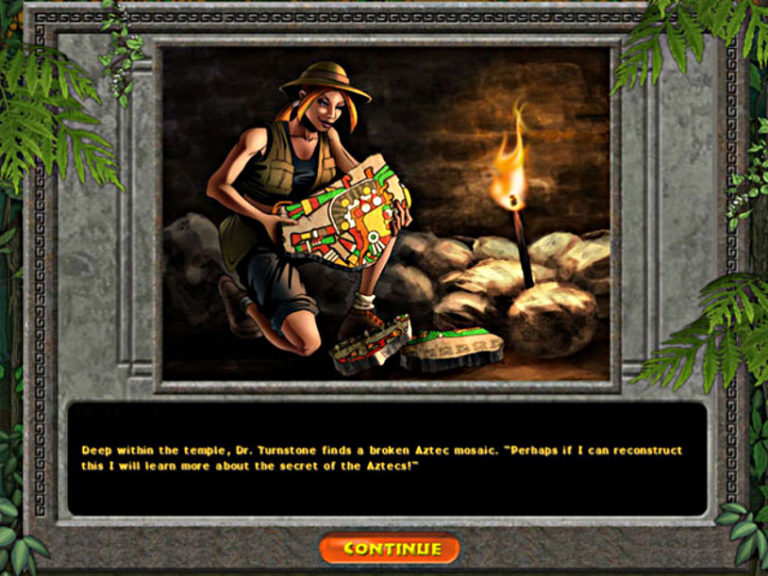 Deep within the temple, Dr. Turnstone finds a broken Aztec mosaic. "Perhaps if I can reconstruct
this I will learn more about the secret of the Aztecs!"
CONTINUE